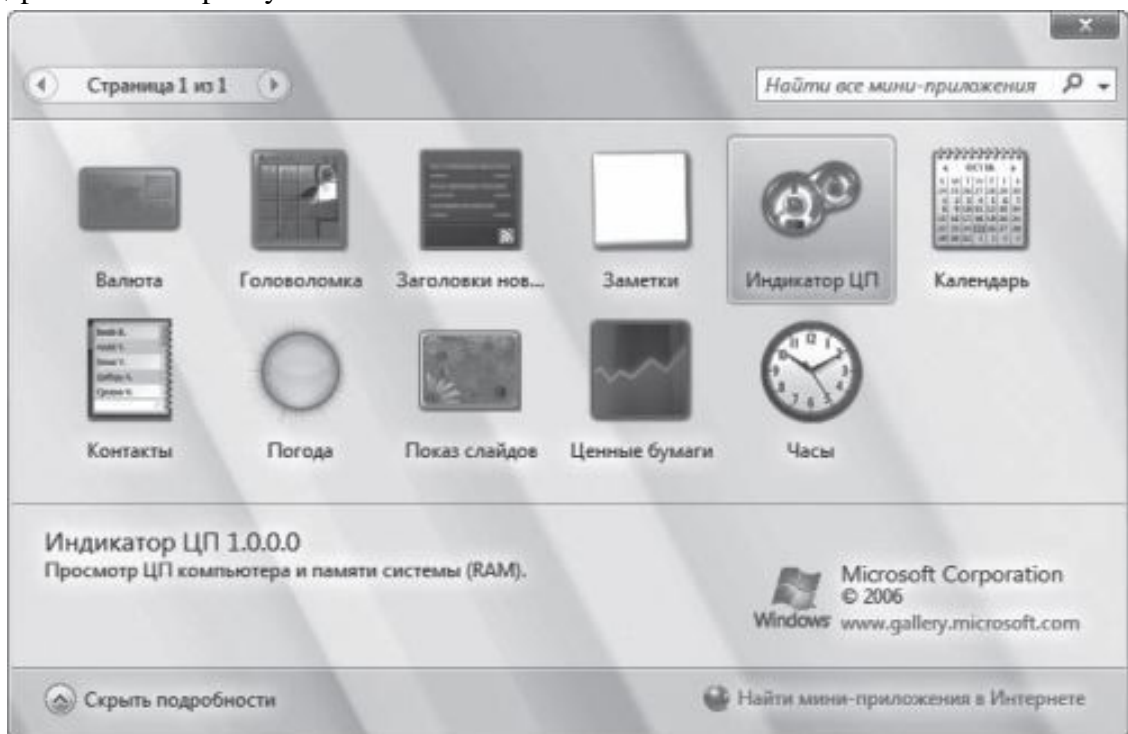 Страница 1 из 1
Найти все мини-приложения
Валюта
Головоломка
Заголовки нов...
Заметки
Индикатор ЦП
Календарь
Контакты
Погода
Показ слайдов
Ценные бумаги
Часы
Индикатор ЦП 1.0.0.0
Просмотр ЦП компьютера и памяти системы (RAM).
Microsoft Corporation
© 2006
Windows www.gallery.microsoft.com
Скрыть подробности
Найти мини-приложения в Интернете